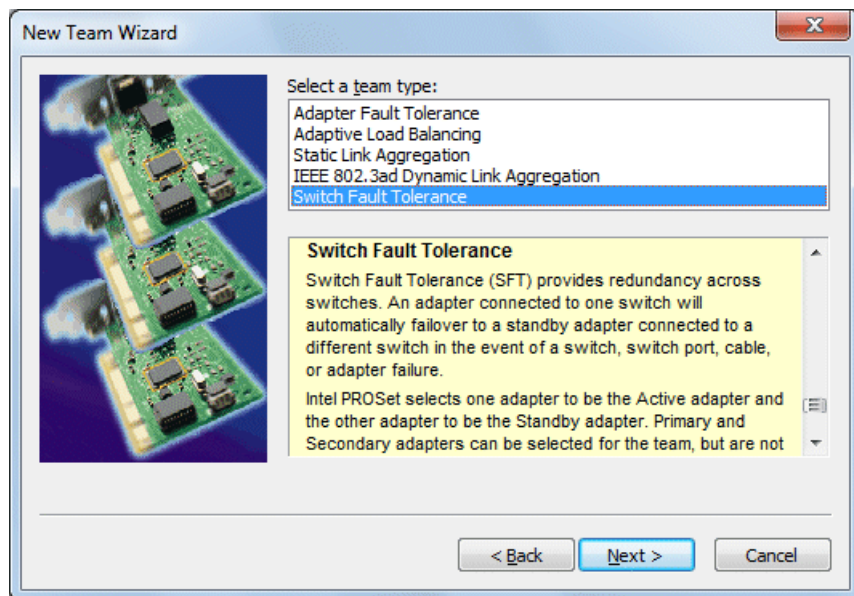 New Team Wizard
Select a team type:
Adapter Fault Tolerance
Adaptive Load Balancing
Static Link Aggregation
IEEE 802.3ad Dynamic Link Aggregation
Switch Fault Tolerance
Switch Fault Tolerance
Switch Fault Tolerance (SFT) provides redundancy across
switches. An adapter connected to one switch will
automatically failover to a standby adapter connected to a
different switch in the event of a switch, switch port, cable,
or adapter failure.
Intel PROSet selects one adapter to be the Active adapter and
the other adapter to be the Standby adapter. Primary and
Secondary adapters can be selected for the team, but are not
< Back
Next >
Cancel